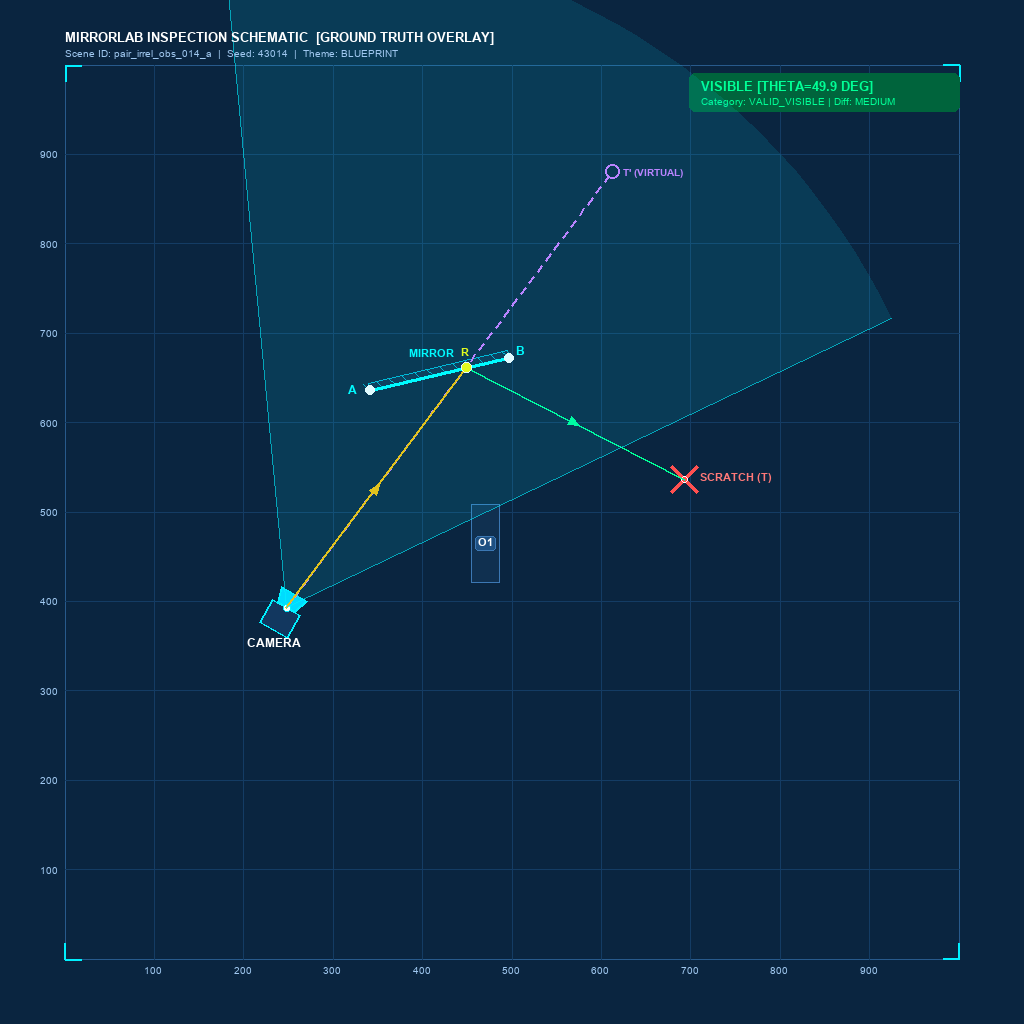 MIRRORLAB INSPECTION SCHEMATIC [GROUND TRUTH OVERLAY]
Scene ID: pair_irrel_obs_014_a | Seed: 43014 | Theme: BLUEPRINT
VISIBLE [THETA=49.9 DEG]
Category: VALID_VISIBLE | Diff: MEDIUM
900
T' (VIRTUAL)
800
700
MIRROR R
B
A
600
SCRATCH (T)
500
O1
400
CAMERA
300
200
100
100 200 300 400 500 600 700 800 900